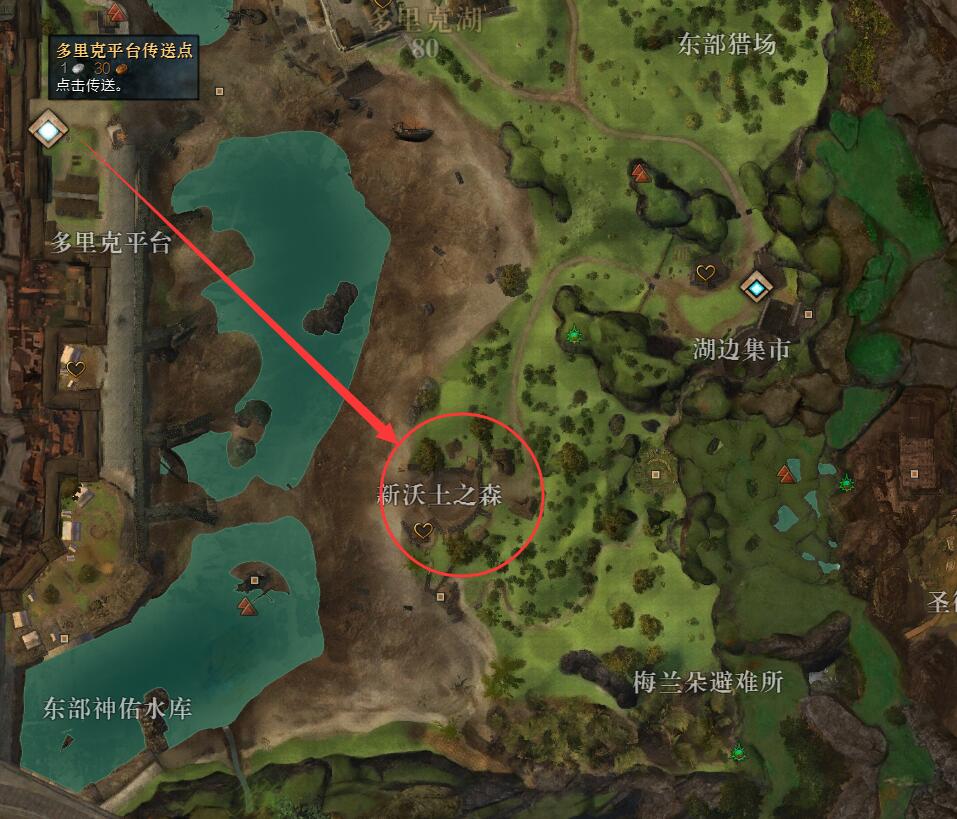 多里克湖
80
东部猎场
多里克平台传送点
1 30
点击传送。
多里克平台
湖边集市
新沃土之森
梅兰朵避难所
东部神佑水库
圣